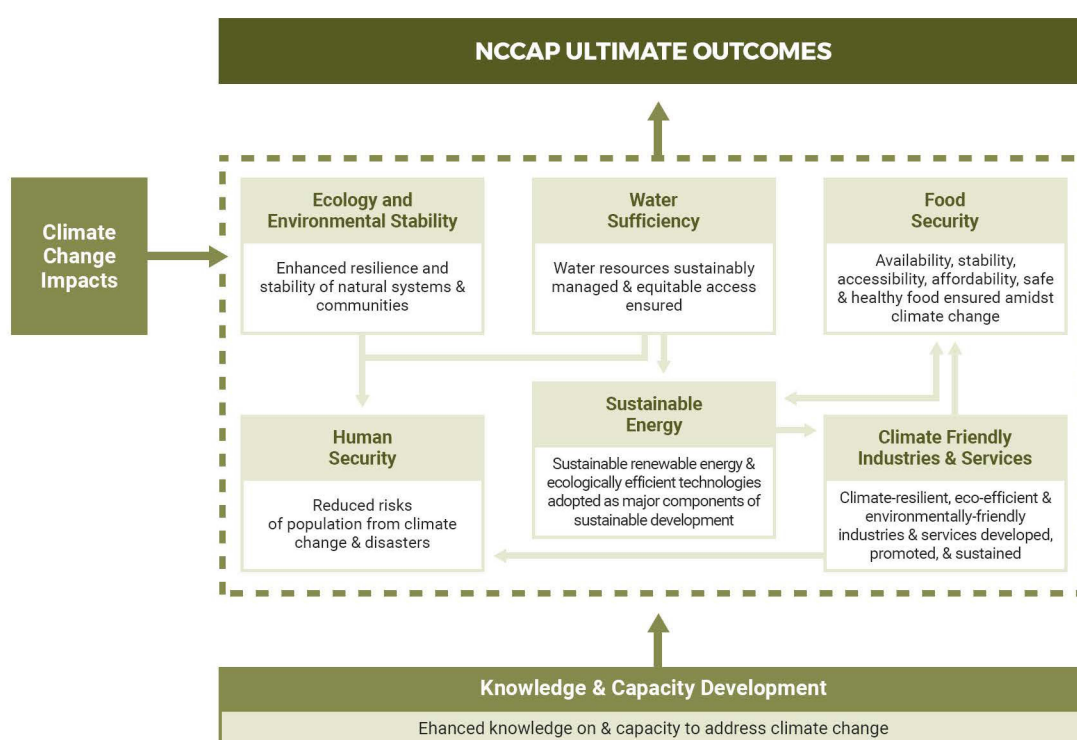 NCCAP ULTIMATE OUTCOMES
Climate
Change
Impacts
Ecology and
Environmental Stability
Enhanced resilience and
stability of natural systems &
communities
Water
Sufficiency
Water resources sustainably
managed & equitable access
ensured
Food
Security
Availability, stability,
accessibility, affordability, safe
& healthy food ensured amidst
climate change
Human
Security
Reduced risks
of population from climate
change & disasters
Sustainable
Energy
Sustainable renewable energy &
ecologically efficient technologies
adopted as major components of
sustainable development
Climate Friendly
Industries & Services
Climate-resilient, eco-efficient &
environmentally-friendly
industries & services developed,
promoted, & sustained
Knowledge & Capacity Development
Ehanced knowledge on & capacity to address climate change